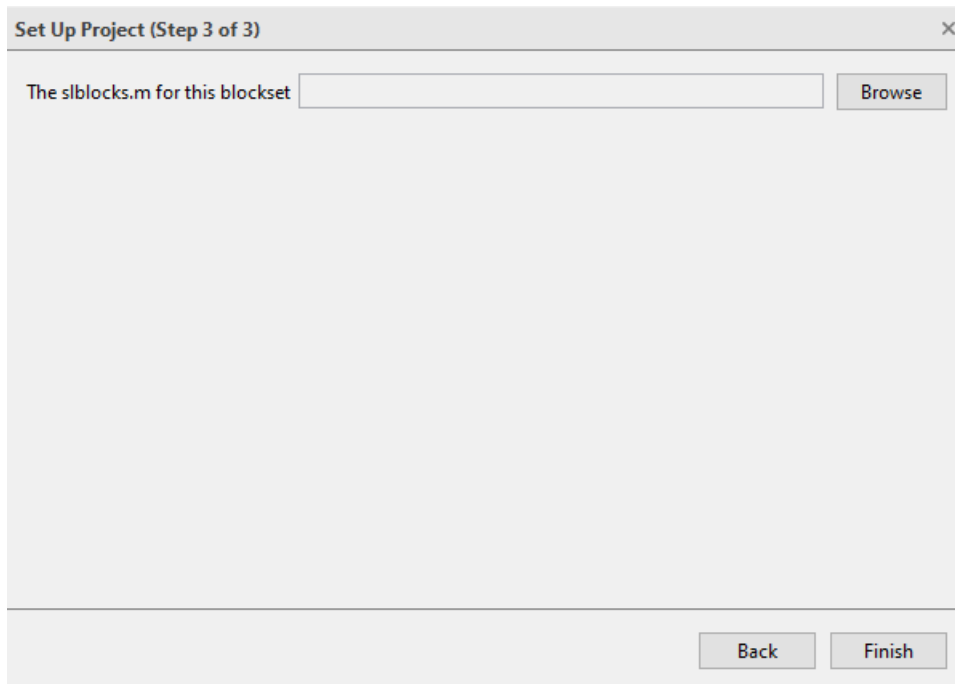 Set Up Project (Step 3 of 3)
The slblocks.m for this blockset
Browse
Back
Finish